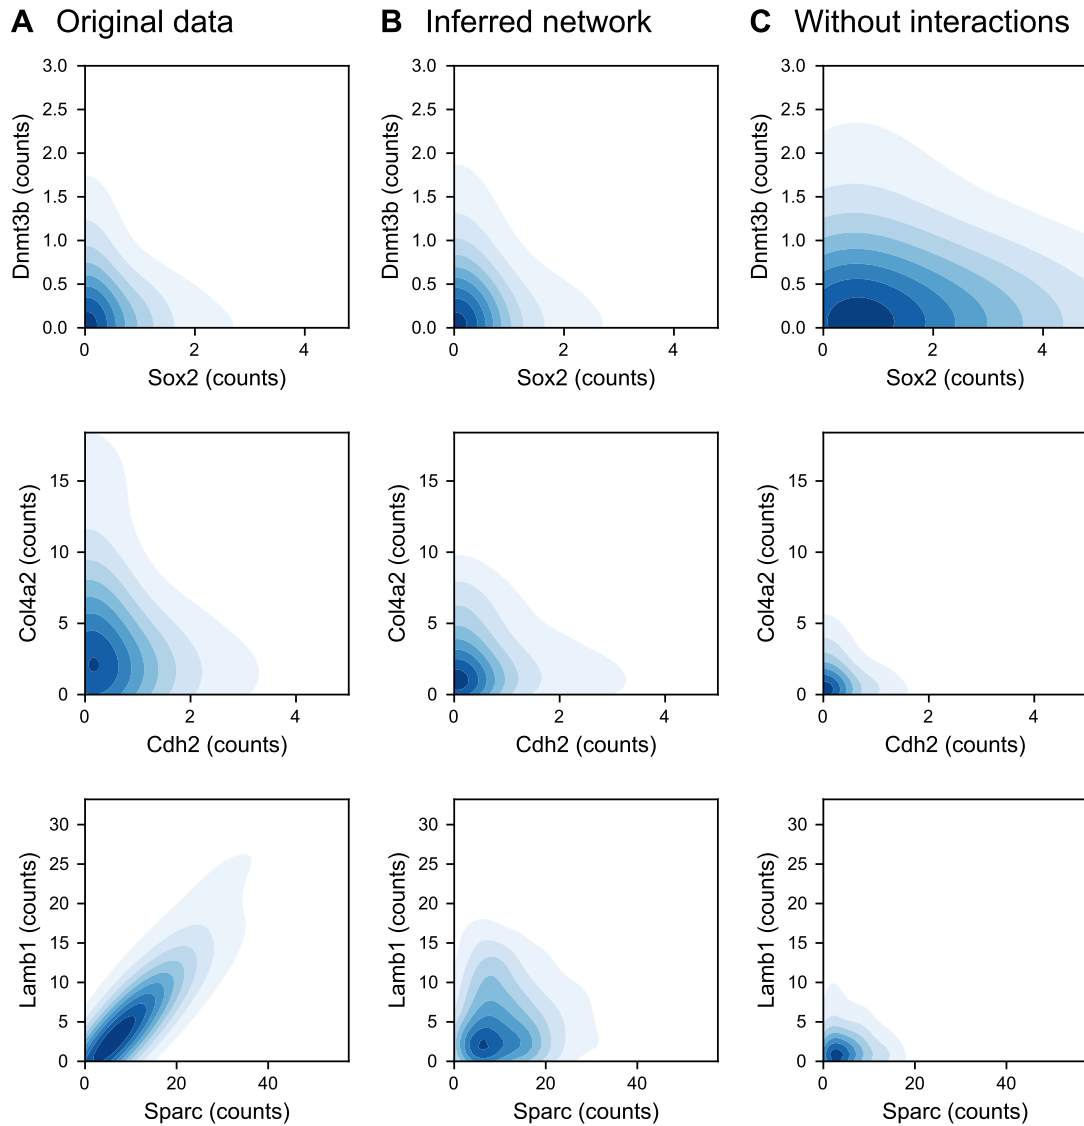 A Original data
B Inferred network
C Without interactions
3.0
2.5
2.0
1.5
1.0
0.5
0.0
Dnmt3b (counts)
0 2 4
Sox2 (counts)
3.0
2.5
2.0
1.5
1.0
0.5
0.0
Dnmt3b (counts)
0 2 4
Sox2 (counts)
3.0
2.5
2.0
1.5
1.0
0.5
0.0
Dnmt3b (counts)
0 2 4
Sox2 (counts)
15
10
5
0
Col4a2 (counts)
0 2 4
Cdh2 (counts)
15
10
5
0
Col4a2 (counts)
0 2 4
Cdh2 (counts)
15
10
5
0
Col4a2 (counts)
0 2 4
Cdh2 (counts)
30
25
20
15
10
5
0
Lamb1 (counts)
0 20 40
Sparc (counts)
30
25
20
15
10
5
0
Lamb1 (counts)
0 20 40
Sparc (counts)
30
25
20
15
10
5
0
Lamb1 (counts)
0 20 40
Sparc (counts)